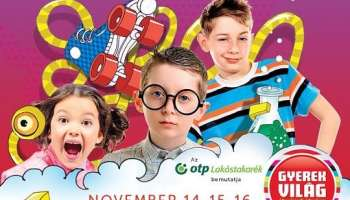 Az
otp Lakástakarék
bemutatja
NOVEMBER 14-15-16
GYEREK
VILÁG